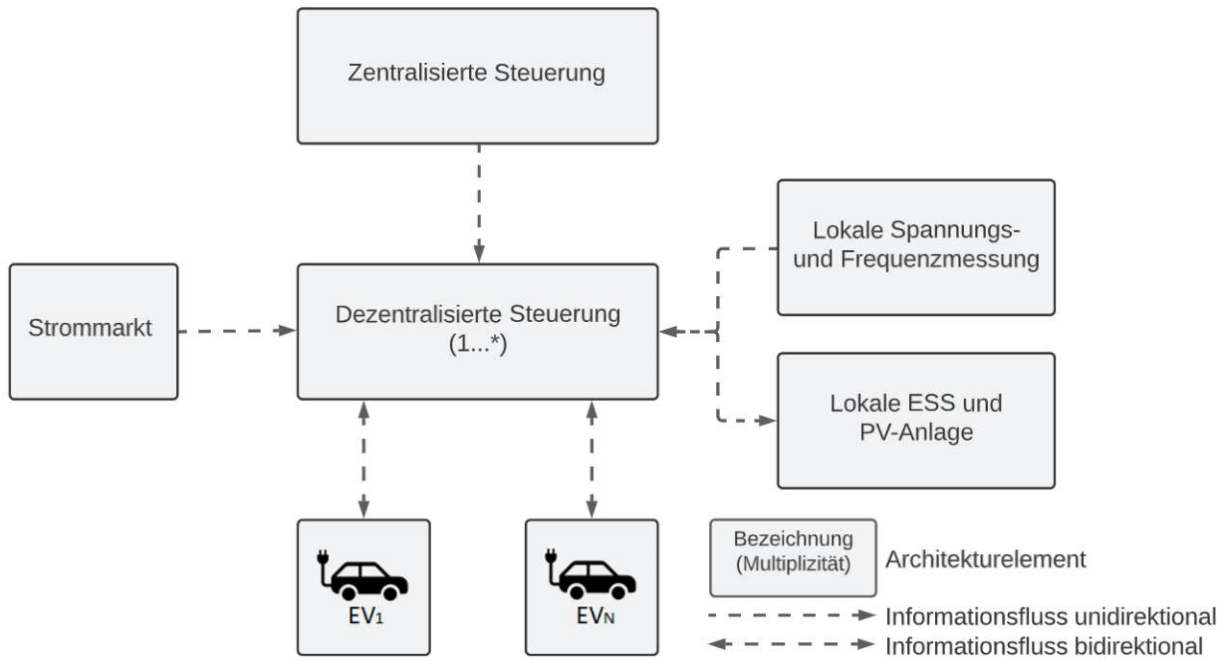 Zentralisierte Steuerung
Lokale Spannungs-
und Frequenzmessung
Strommarkt
Dezentralisierte Steuerung
(1...*)
Lokale ESS und
PV-Anlage
EV1
EVN
Bezeichnung
(Multiplizität)
Architekturelement
Informationsfluss unidirektional
Informationsfluss bidirektional